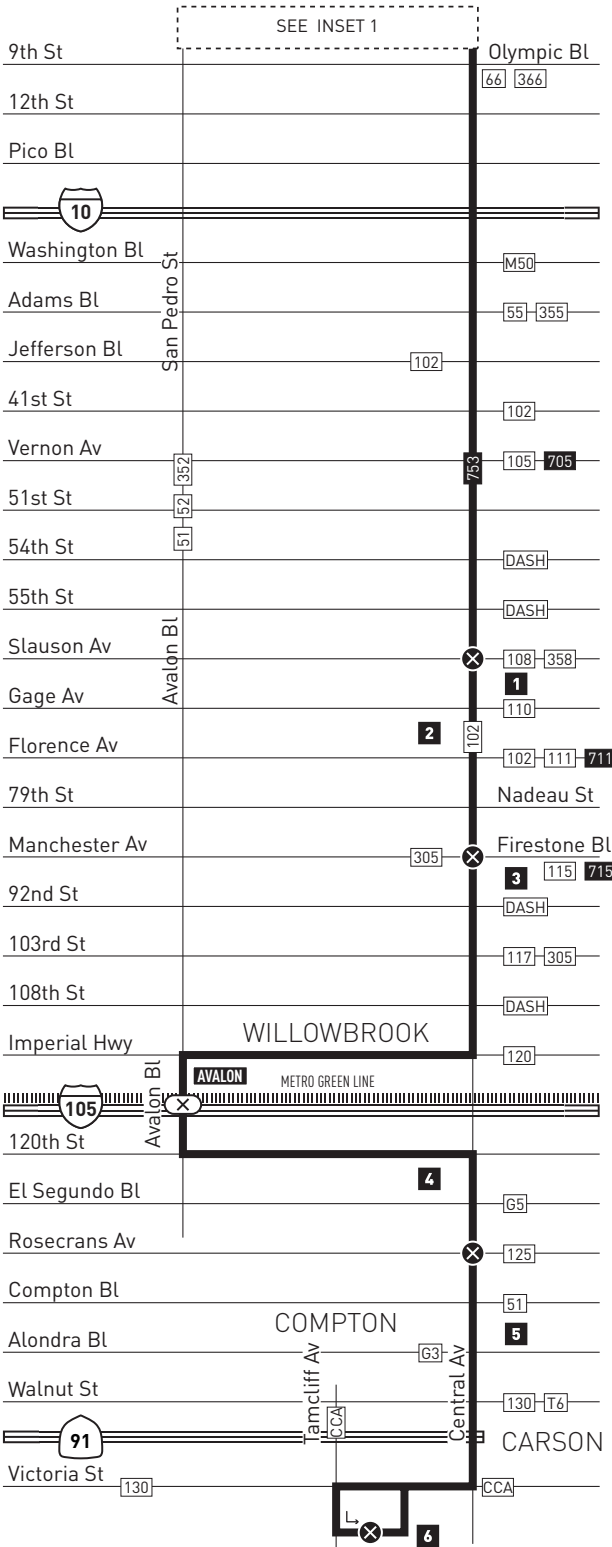 SEE INSET 1
9th St
Olympic Bl
66 366
12th St
Pico Bl
10
Washington Bl
M50
San Pedro St
Adams Bl
55 355
Jefferson Bl
102
41st St
102
Vernon Av
352
753
105 705
51st St
52
51
54th St
DASH
55th St
DASH
Slauson Av
Avalon Bl
108 358
1
Gage Av
110
2
102
Florence Av
102 111 711
79th St
Nadeau St
Manchester Av
305
Firestone Bl
115 715
3
92nd St
DASH
103rd St
117 305
108th St
DASH
WILLOWBROOK
Imperial Hwy
120
AVALON
METRO GREEN LINE
Avalon Bl
105
120th St
4
El Segundo Bl
G5
Rosecrans Av
125
Compton Bl
51
COMPTON
5
Alondra Bl
G3
Tamcliff Av
Central Av
Walnut St
CCA
130 T6
91
CARSON
Victoria St
130
CCA
6